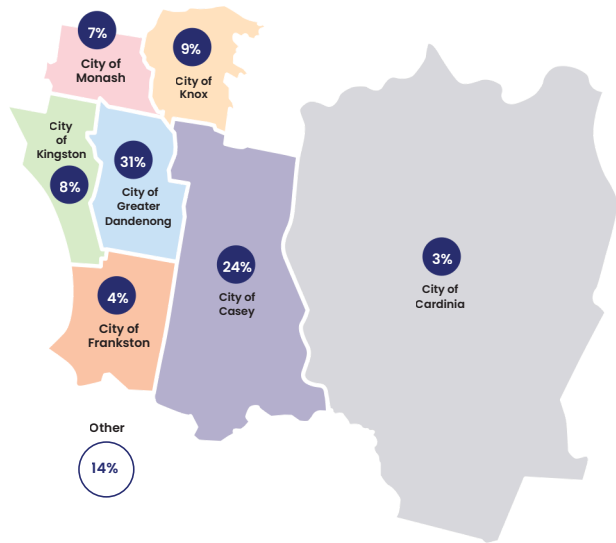 7%
City of
Monash
9%
City of
Knox
City
of
Kingston
8%
31%
City of
Greater
Dandenong
24%
City of
Casey
3%
City of
Cardinia
4%
City of
Frankston
Other
14%